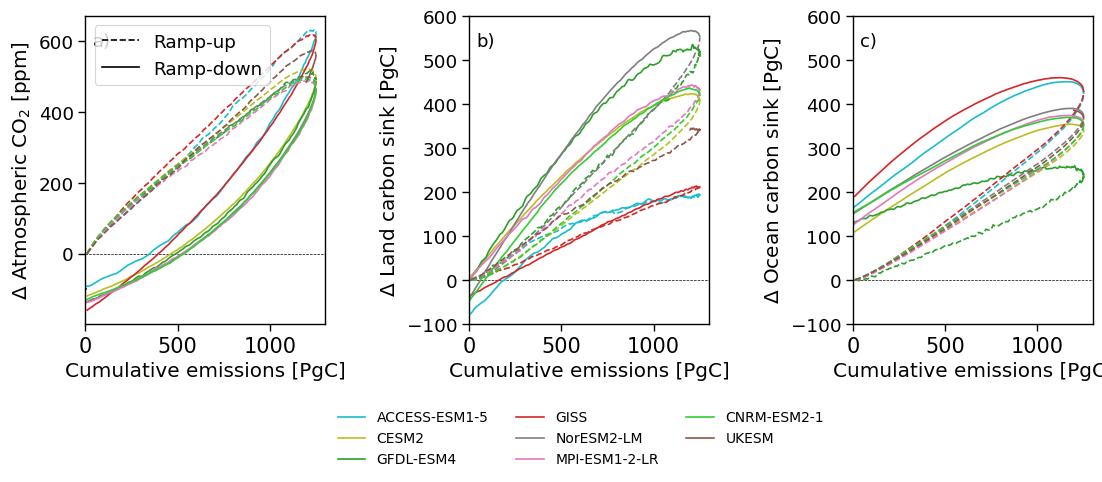 a)
Ramp-up
Ramp-down
600
400
200
0
Δ Atmospheric CO₂ [ppm]
0
500
1000
Cumulative emissions [PgC]
b)
600
500
400
300
200
100
0
−100
Δ Land carbon sink [PgC]
0
500
1000
Cumulative emissions [PgC]
c)
600
500
400
300
200
100
0
−100
Δ Ocean carbon sink [PgC]
0
500
1000
Cumulative emissions [PgC
ACCESS-ESM1-5
CESM2
GFDL-ESM4
GISS
NorESM2-LM
MPI-ESM1-2-LR
CNRM-ESM2-1
UKESM